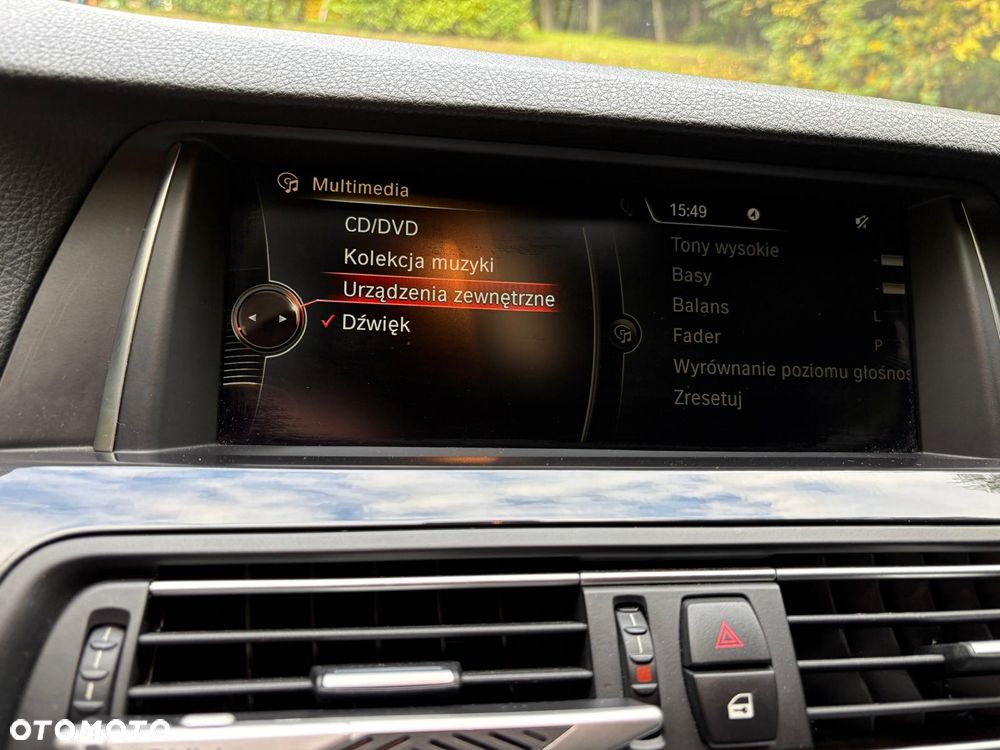 Multimedia
CD/DVD
Kolekcja muzyki
Urządzenia zewnętrzne
✓ Dźwięk
15:49
Tony wysokie
Basy
Balans L
Fader P
Wyrównanie poziomu głośnoś
Zresetuj
OTOMOTO